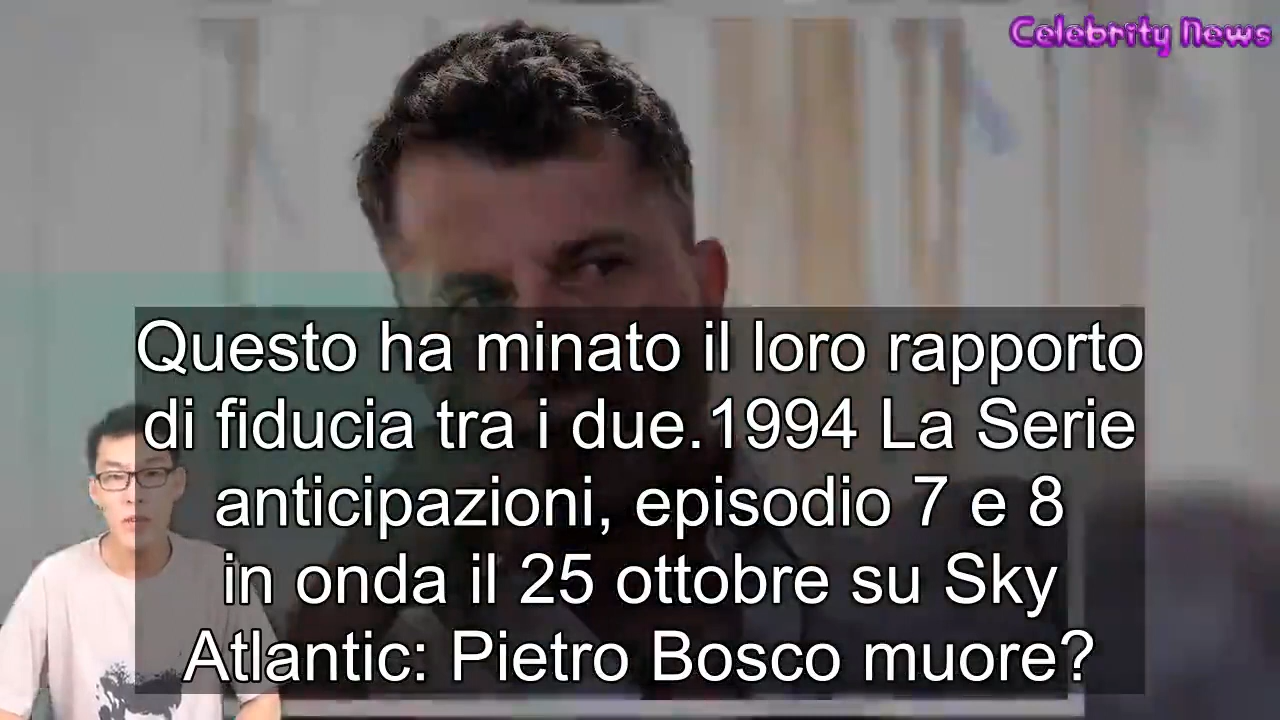 Celebrity News
Questo ha minato il loro rapporto
di fiducia tra i due.1994 La Serie
anticipazioni, episodio 7 e 8
in onda il 25 ottobre su Sky
Atlantic: Pietro Bosco muore?